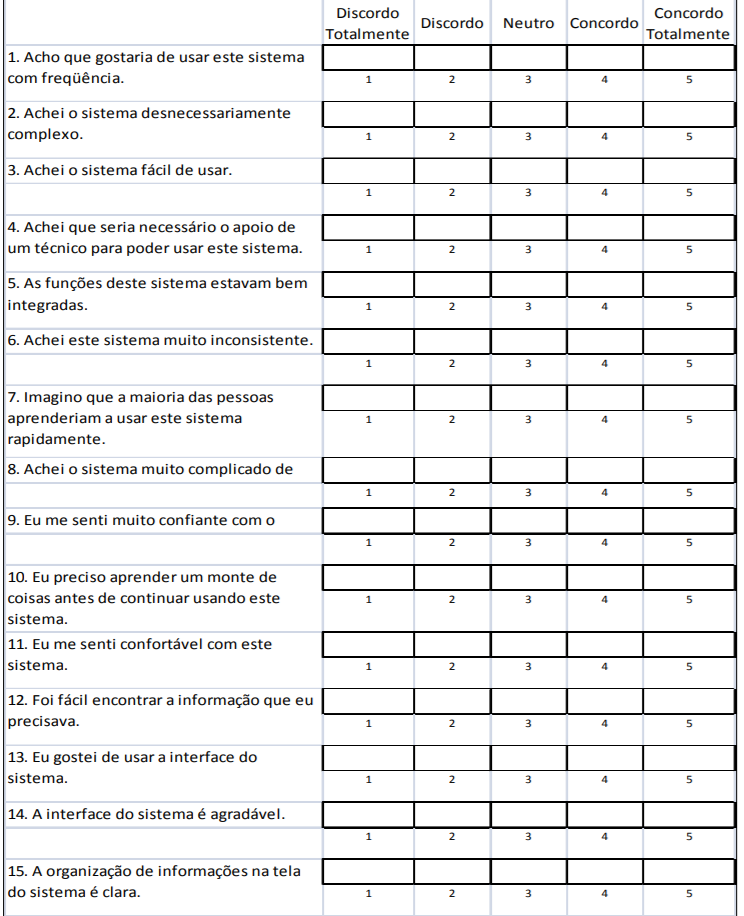 Discordo Totalmente Discordo Neutro Concordo Concordo Totalmente
1. Acho que gostaria de usar este sistema
com freqüência.
1 2 3 4 5
2. Achei o sistema desnecessariamente
complexo.
1 2 3 4 5
3. Achei o sistema fácil de usar.
1 2 3 4 5
4. Achei que seria necessário o apoio de
um técnico para poder usar este sistema.
1 2 3 4 5
5. As funções deste sistema estavam bem
integradas.
1 2 3 4 5
6. Achei este sistema muito inconsistente.
1 2 3 4 5
7. Imagino que a maioria das pessoas
aprenderiam a usar este sistema
rapidamente.
1 2 3 4 5
8. Achei o sistema muito complicado de
1 2 3 4 5
9. Eu me senti muito confiante com o
1 2 3 4 5
10. Eu preciso aprender um monte de
coisas antes de continuar usando este
sistema.
1 2 3 4 5
11. Eu me senti confortável com este
sistema.
1 2 3 4 5
12. Foi fácil encontrar a informação que eu
precisava.
1 2 3 4 5
13. Eu gostei de usar a interface do
sistema.
1 2 3 4 5
14. A interface do sistema é agradável.
1 2 3 4 5
15. A organização de informações na tela
do sistema é clara.
1 2 3 4 5